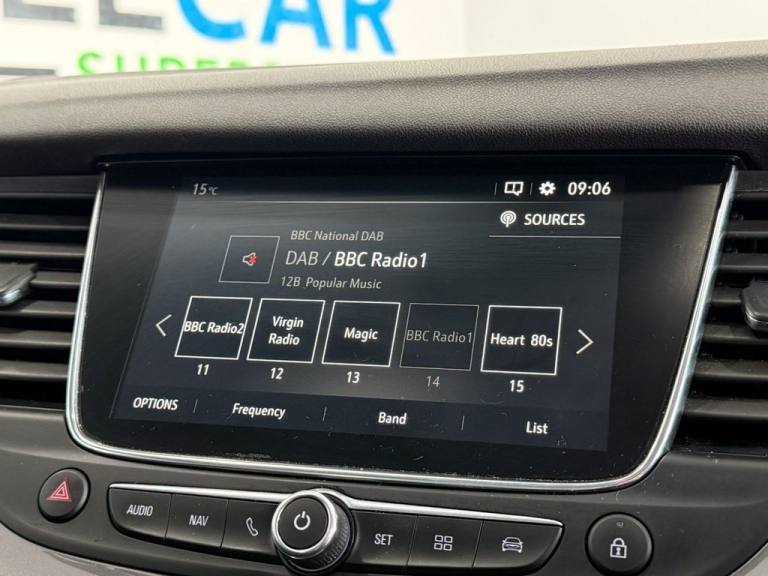 CAR
15°C
09:06
SOURCES
BBC National DAB
DAB / BBC Radio1
12B Popular Music
BBC Radio2
Virgin
Radio
Magic
BBC Radio1
Heart 80s
11
12
13
14
15
OPTIONS
Frequency
Band
List
AUDIO
NAV
SET